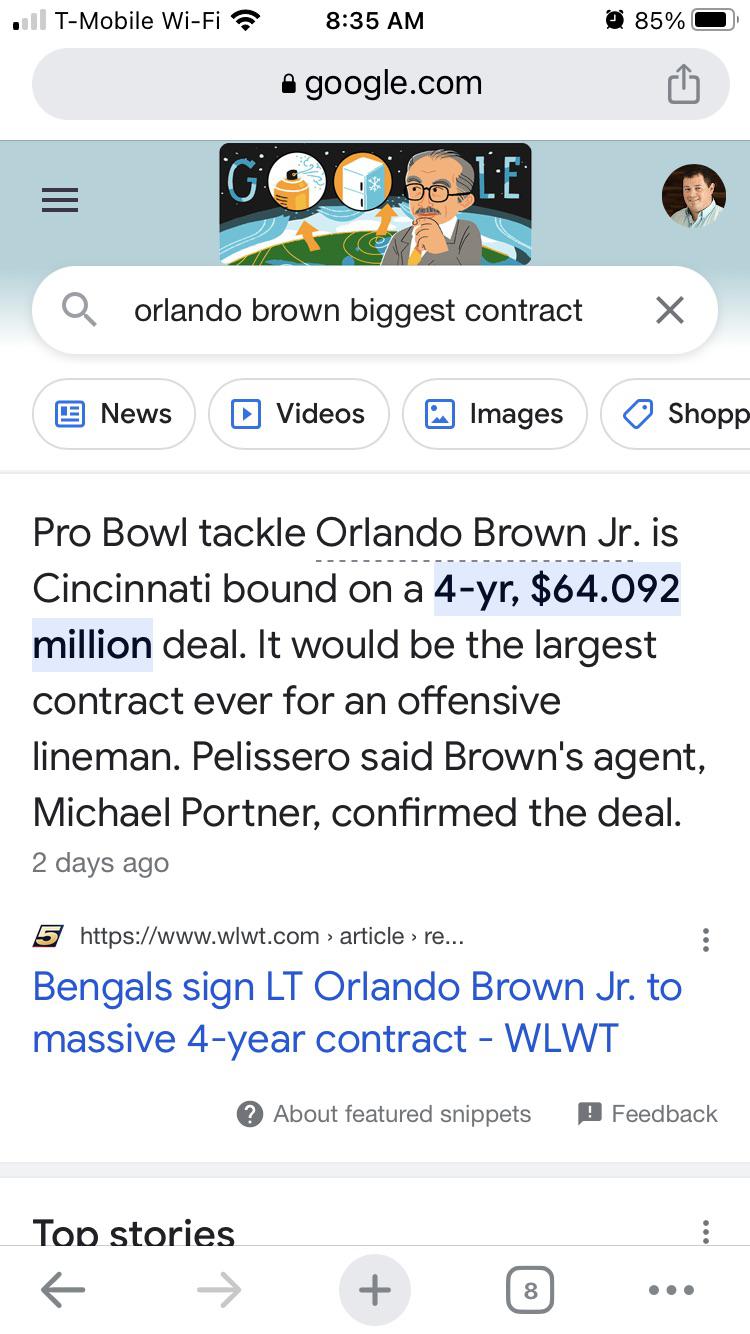 T-Mobile Wi-Fi 8:35 AM 85%
google.com
GOOGLE
orlando brown biggest contract
News Videos Images Shopp
Pro Bowl tackle Orlando Brown Jr. is
Cincinnati bound on a 4-yr, $64.092
million deal. It would be the largest
contract ever for an offensive
lineman. Pelissero said Brown's agent,
Michael Portner, confirmed the deal.
2 days ago
5 https://www.wlwt.com › article › re...
Bengals sign LT Orlando Brown Jr. to
massive 4-year contract - WLWT
About featured snippets Feedback
Top stories
8